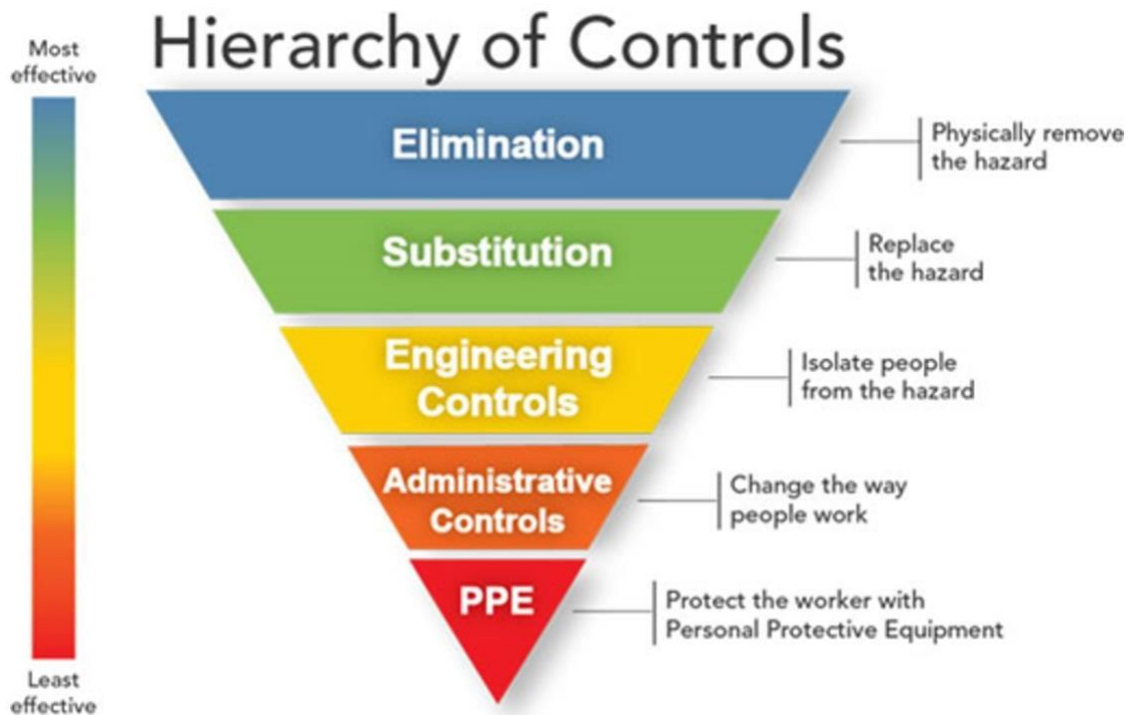 Hierarchy of Controls
Most
effective
Elimination
Physically remove
the hazard
Substitution
Replace
the hazard
Engineering
Controls
Isolate people
from the hazard
Administrative
Controls
Change the way
people work
PPE
Protect the worker with
Personal Protective Equipment
Least
effective